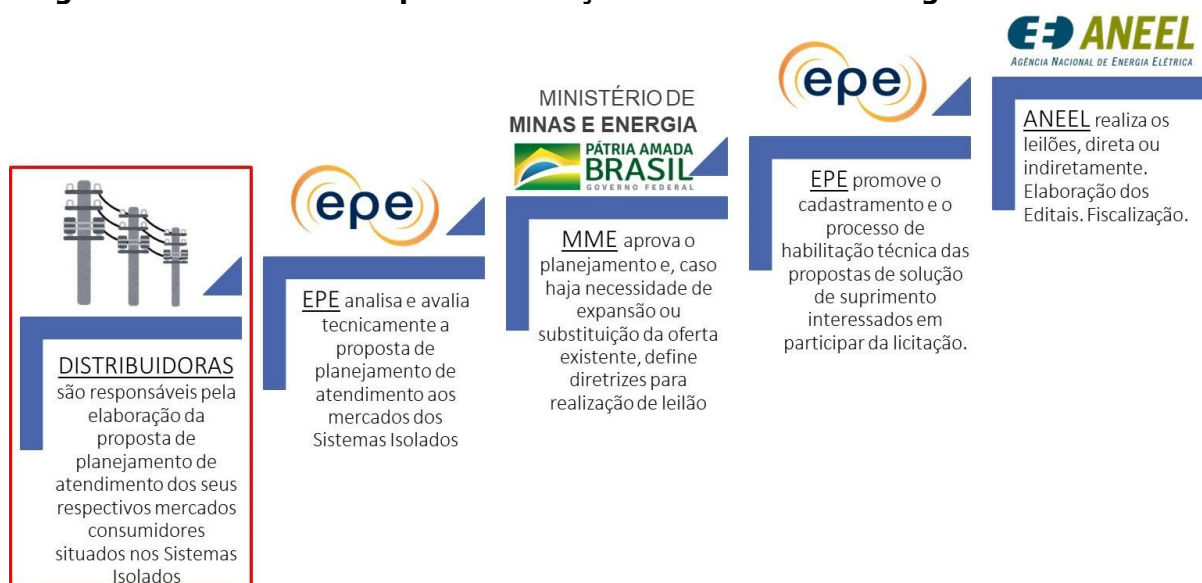 DISTRIBUIDORAS
são responsáveis pela
elaboração da
proposta de
planejamento de
atendimento dos seus
respectivos mercados
consumidores
situados nos Sistemas
Isolados
epe
EPE analisa e avalia
tecnicamente a
proposta de
planejamento de
atendimento aos
mercados dos
Sistemas Isolados
MINISTÉRIO DE
MINAS E ENERGIA
PÁTRIA AMADA
BRASIL
GOVERNO FEDERAL
MME aprova o
planejamento e, caso
haja necessidade de
expansão ou
substituição da oferta
existente, define
diretrizes para
realização de leilão
epe
EPE promove o
cadastramento e o
processo de
habilitação técnica das
propostas de solução
de suprimento
interessados em
participar da licitação.
ANEEL
AGÊNCIA NACIONAL DE ENERGIA ELÉTRICA
ANEEL realiza os
leilões, direta ou
indiretamente.
Elaboração dos
Editais. Fiscalização.